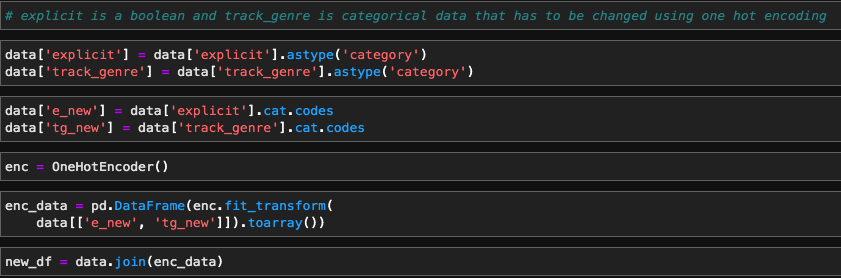 # explicit is a boolean and track_genre is categorical data that has to be changed using one hot encoding
data['explicit'] = data['explicit'].astype('category')
data['track_genre'] = data['track_genre'].astype('category')
data['e_new'] = data['explicit'].cat.codes
data['tg_new'] = data['track_genre'].cat.codes
enc = OneHotEncoder()
enc_data = pd.DataFrame(enc.fit_transform(
    data[['e_new', 'tg_new']]).toarray())
new_df = data.join(enc_data)